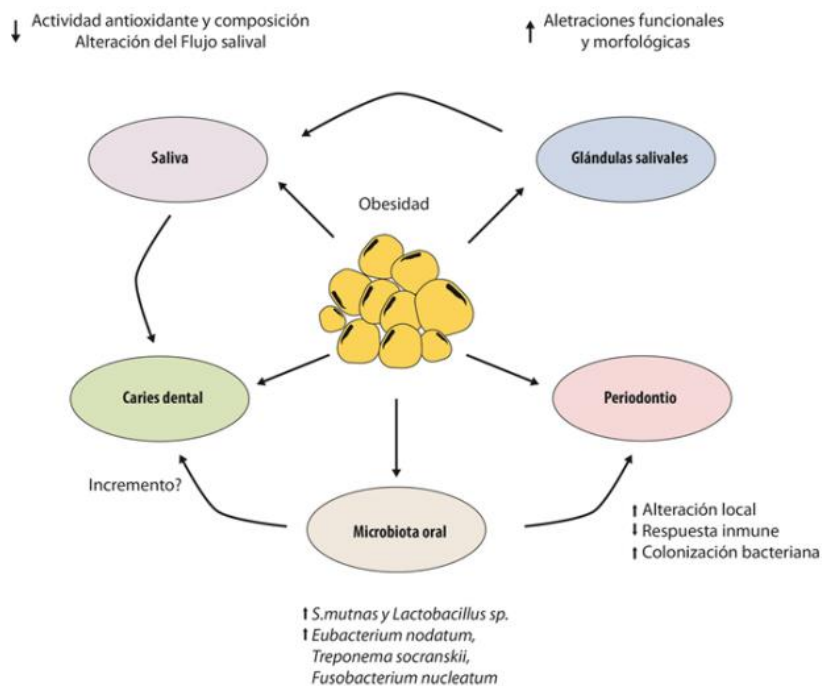 Actividad antioxidante y composición
Alteración del Flujo salival
Aletraciones funcionales
y morfológicas
Saliva
Glándulas salivales
Obesidad
Caries dental
Periodontio
Incremento?
Microbiota oral
Alteración local
Respuesta inmune
Colonización bacteriana
S.mutnas y Lactobacillus sp.
Eubacterium nodatum,
Treponema socranskii,
Fusobacterium nucleatum